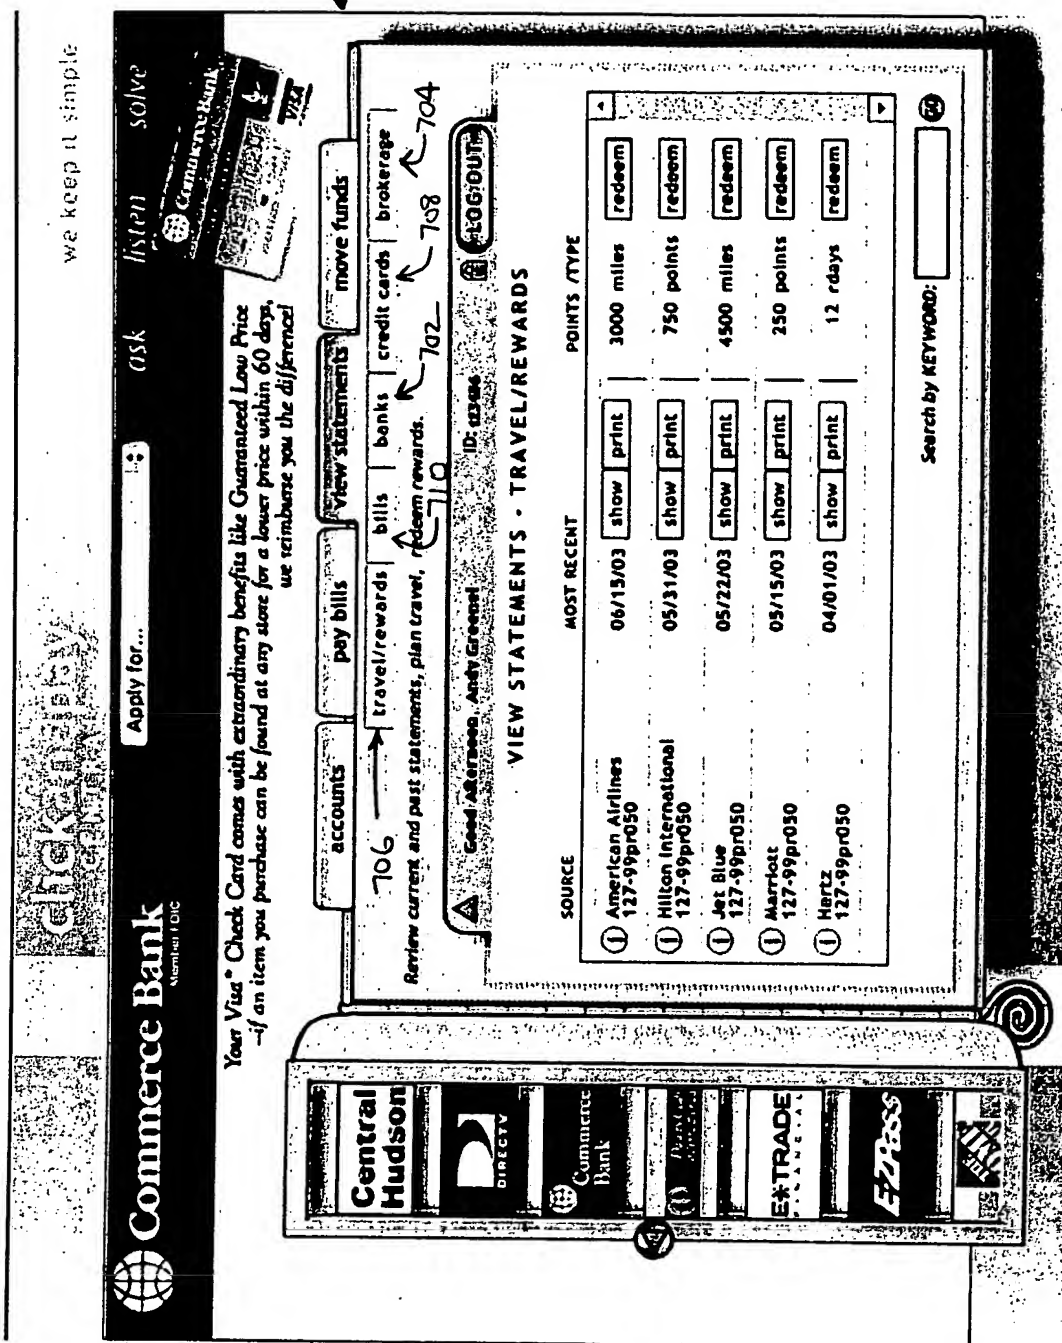 we keep it simple
Commerce Bank
Member FDIC
Apply for...
ask listen solve
Commerce Bank
VISA
Your Visa® Check Card comes with extraordinary benefits like Guaranteed Low Price
—if an item you purchase can be found at any store for a lower price within 60 days,
we reimburse you the difference!
accounts pay bills view statements move funds
706 travel/rewards bills banks credit cards brokerage
Review current and past statements, plan travel, redeem rewards.
710 702 708 704
Good Afternoon, Andy Greene! ID: 123456 LOG OUT
VIEW STATEMENTS - TRAVEL/REWARDS
SOURCE MOST RECENT POINTS /TYPE
American Airlines 06/15/03 show print 3000 miles redeem
127-99pr050
Hilton International 05/31/03 show print 750 points redeem
127-99pr050
Jet Blue 05/22/03 show print 4500 miles redeem
127-99pr050
Marriott 05/15/03 show print 250 points redeem
127-99pr050
Hertz 04/01/03 show print 12 rdays redeem
127-99pr050
Search by KEYWORD: GO
Central
Hudson
DIRECTV
Commerce
Bank
E*TRADE
FINANCIAL
EZPass